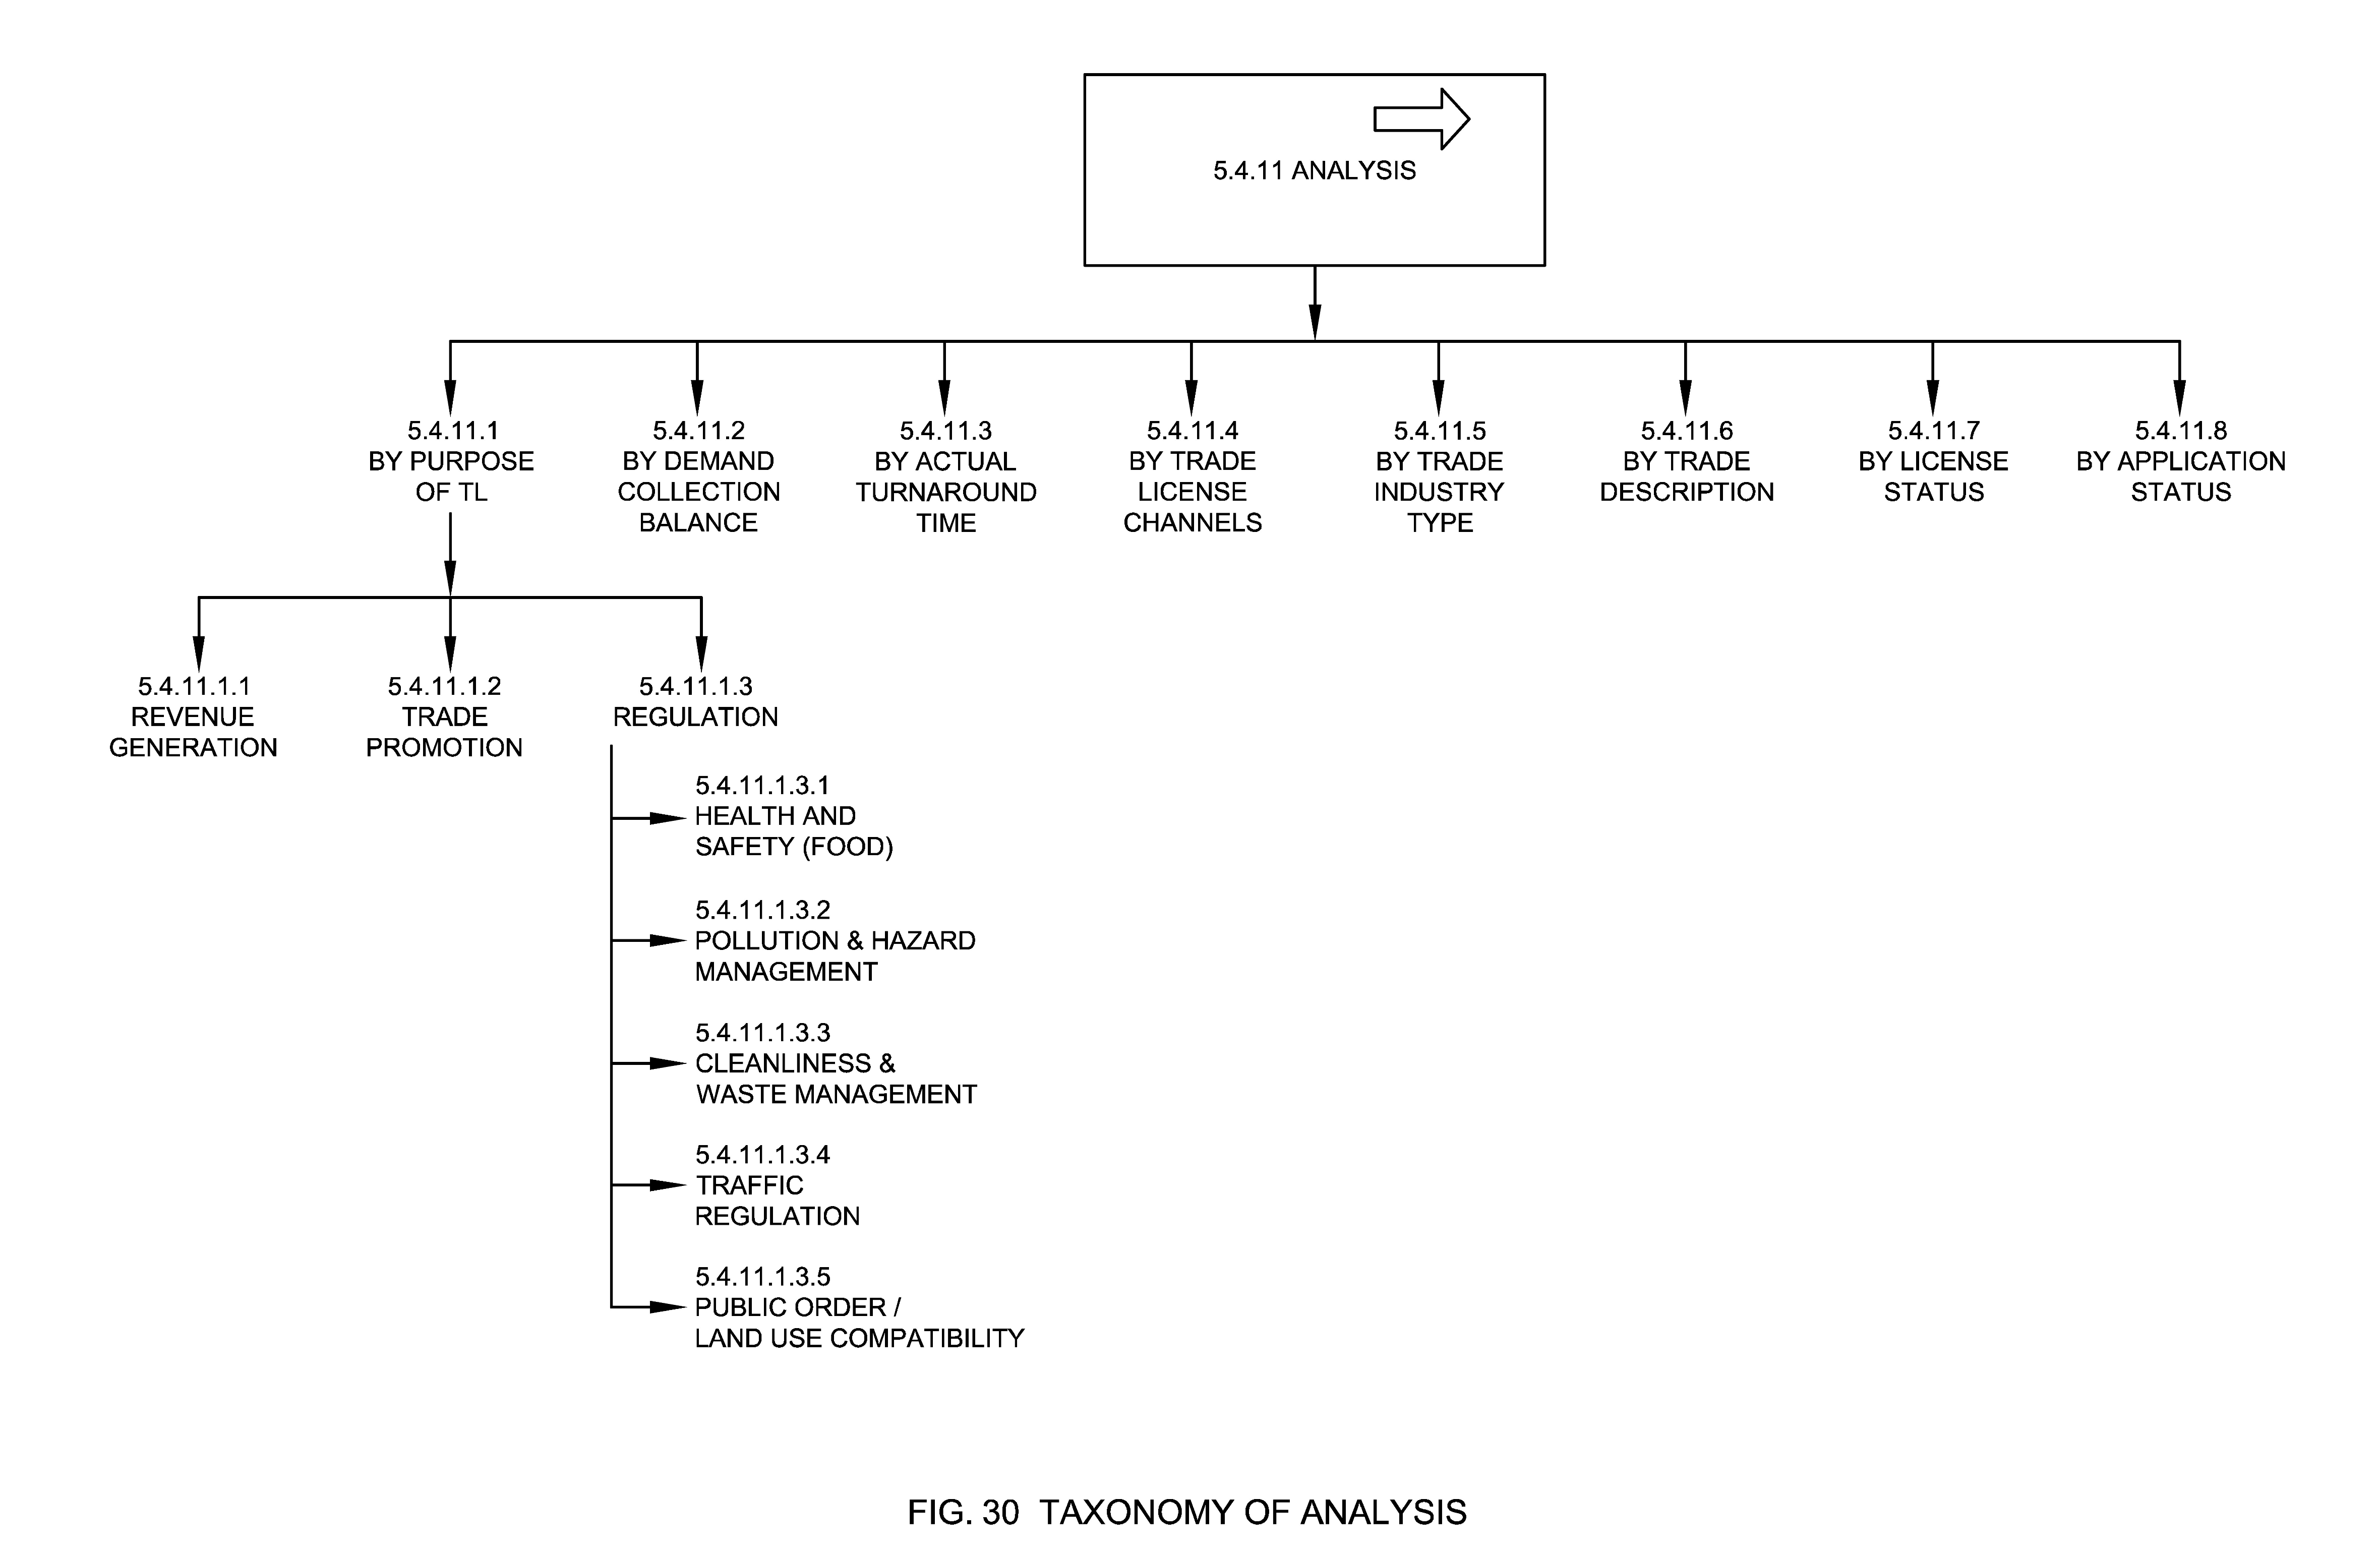 5.4.11 ANALYSIS
5.4.11.1
BY PURPOSE
OF TL
5.4.11.2
BY DEMAND
COLLECTION
BALANCE
5.4.11.3
BY ACTUAL
TURNAROUND
TIME
5.4.11.4
BY TRADE
LICENSE
CHANNELS
5.4.11.5
BY TRADE
INDUSTRY
TYPE
5.4.11.6
BY TRADE
DESCRIPTION
5.4.11.7
BY LICENSE
STATUS
5.4.11.8
BY APPLICATION
STATUS
5.4.11.1.1
REVENUE
GENERATION
5.4.11.1.2
TRADE
PROMOTION
5.4.11.1.3
REGULATION
5.4.11.1.3.1
HEALTH AND
SAFETY (FOOD)
5.4.11.1.3.2
POLLUTION & HAZARD
MANAGEMENT
5.4.11.1.3.3
CLEANLINESS &
WASTE MANAGEMENT
5.4.11.1.3.4
TRAFFIC
REGULATION
5.4.11.1.3.5
PUBLIC ORDER /
LAND USE COMPATIBILITY
FIG. 30 TAXONOMY OF ANALYSIS